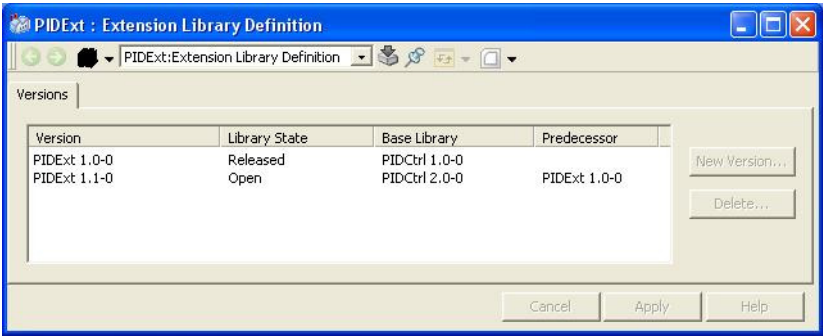 PIDExt : Extension Library Definition
PIDExt:Extension Library Definition
Versions
Version Library State Base Library Predecessor
PIDExt 1.0-0 Released PIDCtrl 1.0-0
PIDExt 1.1-0 Open PIDCtrl 2.0-0 PIDExt 1.0-0
New Version...
Delete...
Cancel Apply Help